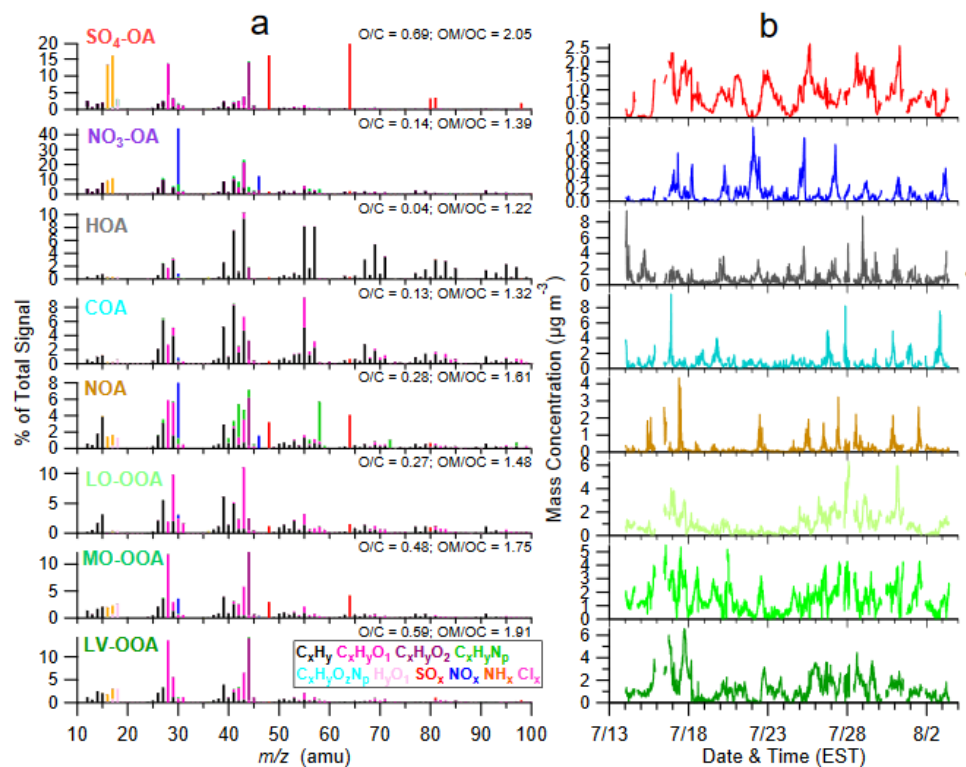 a
b
SO4-OA
O/C = 0.69; OM/OC = 2.05
20
15
10
5
0
NO3-OA
O/C = 0.14; OM/OC = 1.39
40
30
20
10
0
HOA
O/C = 0.04; OM/OC = 1.22
10
8
6
4
2
0
COA
O/C = 0.13; OM/OC = 1.32
8
6
4
2
0
NOA
O/C = 0.28; OM/OC = 1.61
8
6
4
2
0
LO-OOA
O/C = 0.27; OM/OC = 1.48
10
5
0
MO-OOA
O/C = 0.48; OM/OC = 1.75
10
5
0
LV-OOA
O/C = 0.59; OM/OC = 1.91
10
5
0
CxHy CxHyO1 CxHyO2 CxHyNp
CxHyOzNp HyO1 SOx NOx NHx Clx
% of Total Signal
10 20 30 40 50 60 70 80 90 100
m/z (amu)
2.5
2.0
1.5
1.0
0.5
0.0
1.0
0.8
0.6
0.4
0.2
0.0
8
6
4
2
0
8
6
4
2
0
4
3
2
1
0
6
4
2
0
5
4
3
2
1
0
6
4
2
0
Mass Concentration (µg m-3)
7/13 7/18 7/23 7/28 8/2
Date & Time (EST)